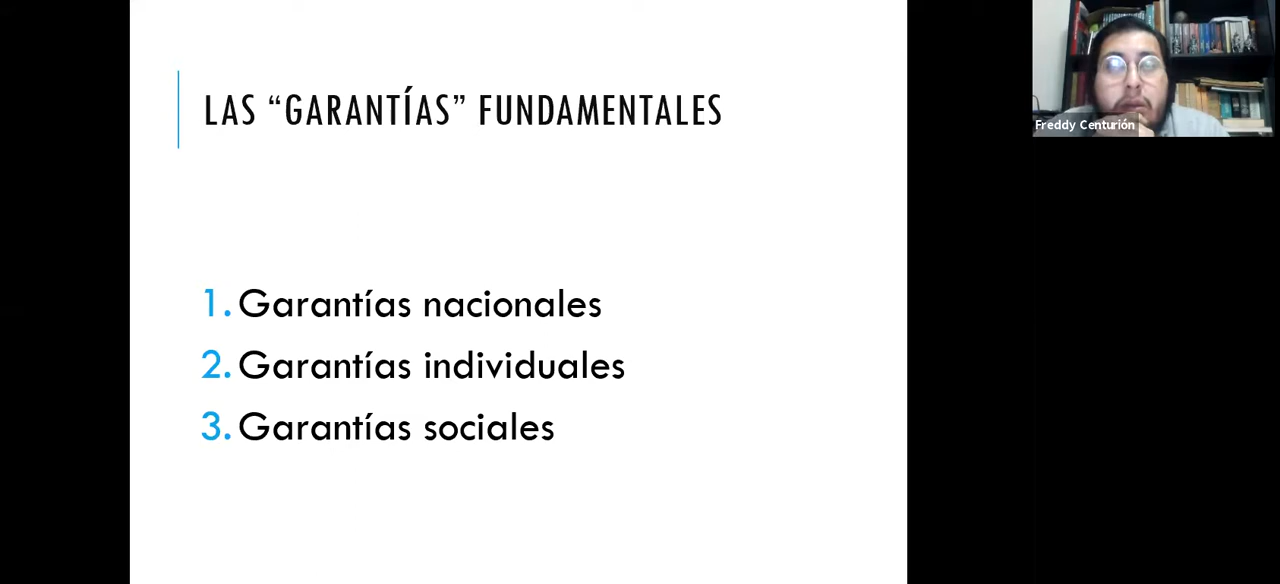 LAS “GARANTÍAS” FUNDAMENTALES
1. Garantías nacionales
2. Garantías individuales
3. Garantías sociales
Freddy Centurión